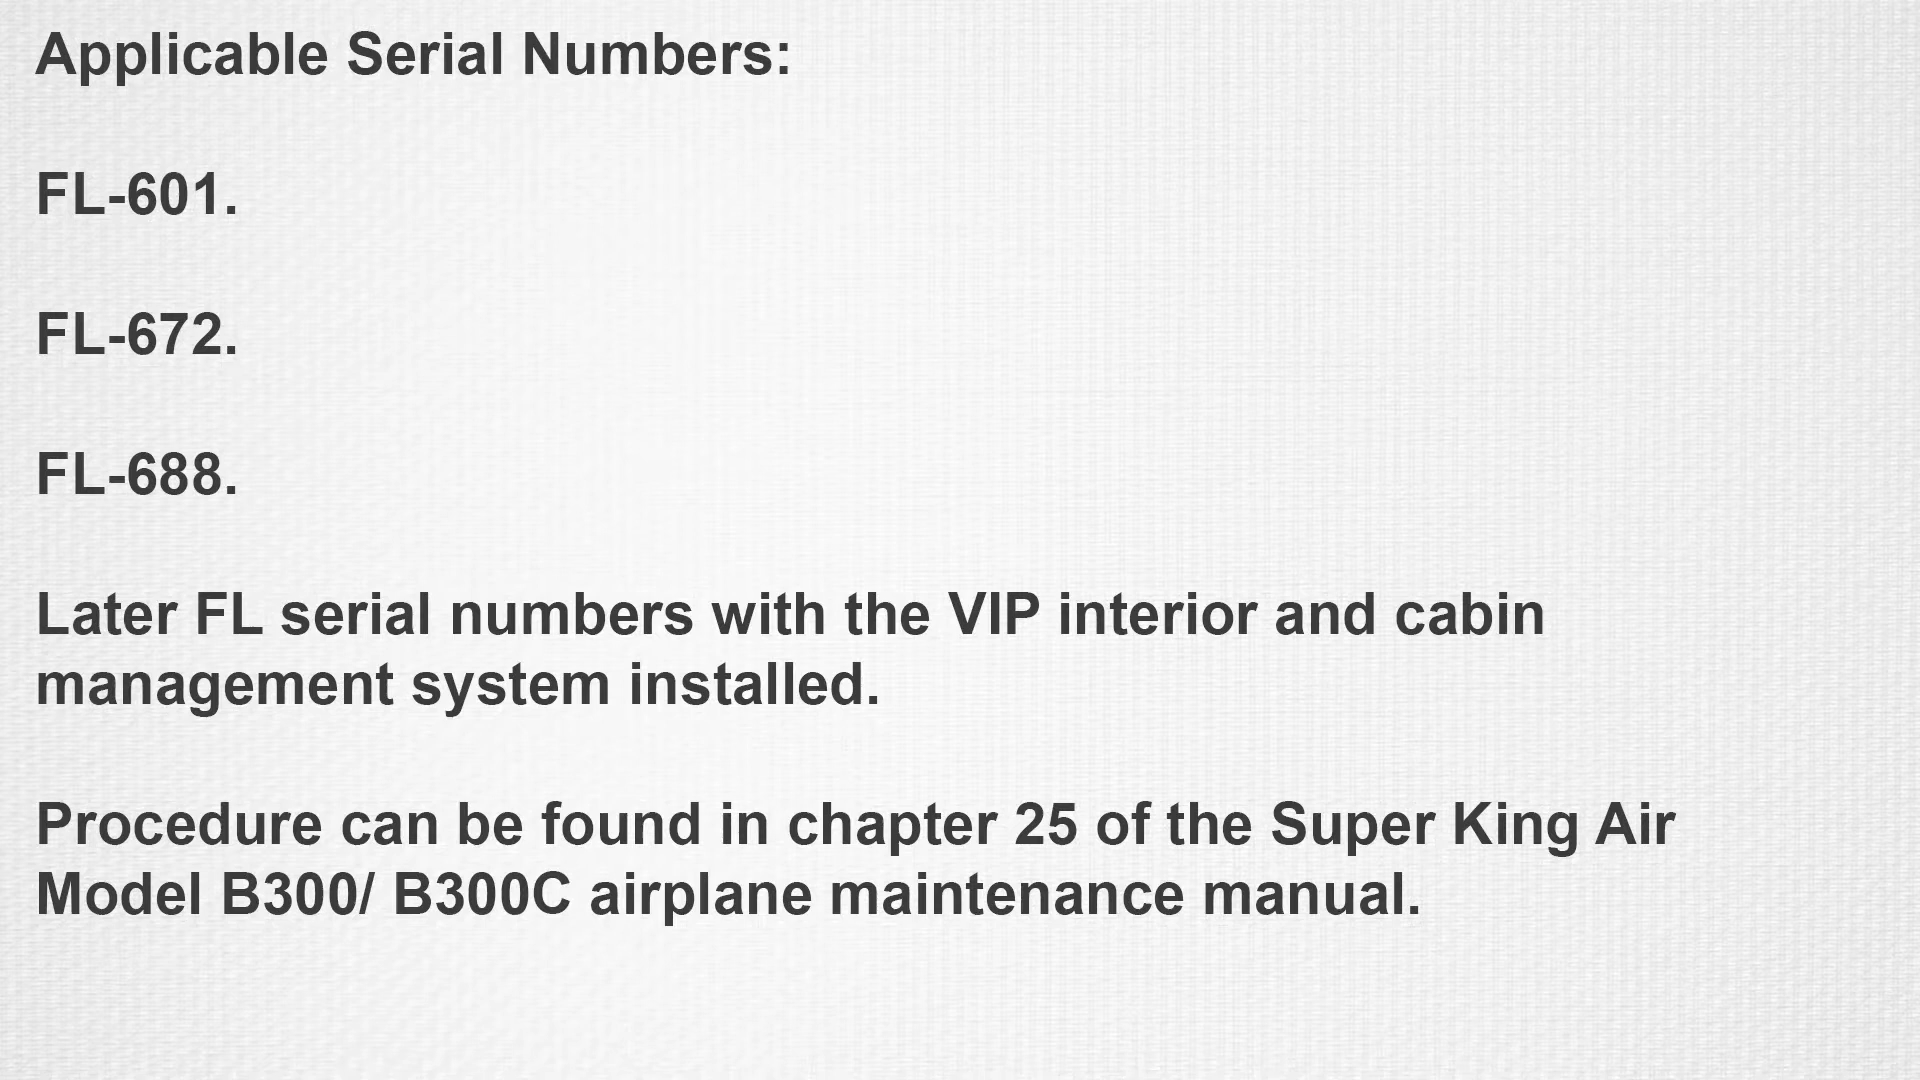 Applicable Serial Numbers:
FL-601.
FL-672.
FL-688.
Later FL serial numbers with the VIP interior and cabin
management system installed.
Procedure can be found in chapter 25 of the Super King Air
Model B300/ B300C airplane maintenance manual.